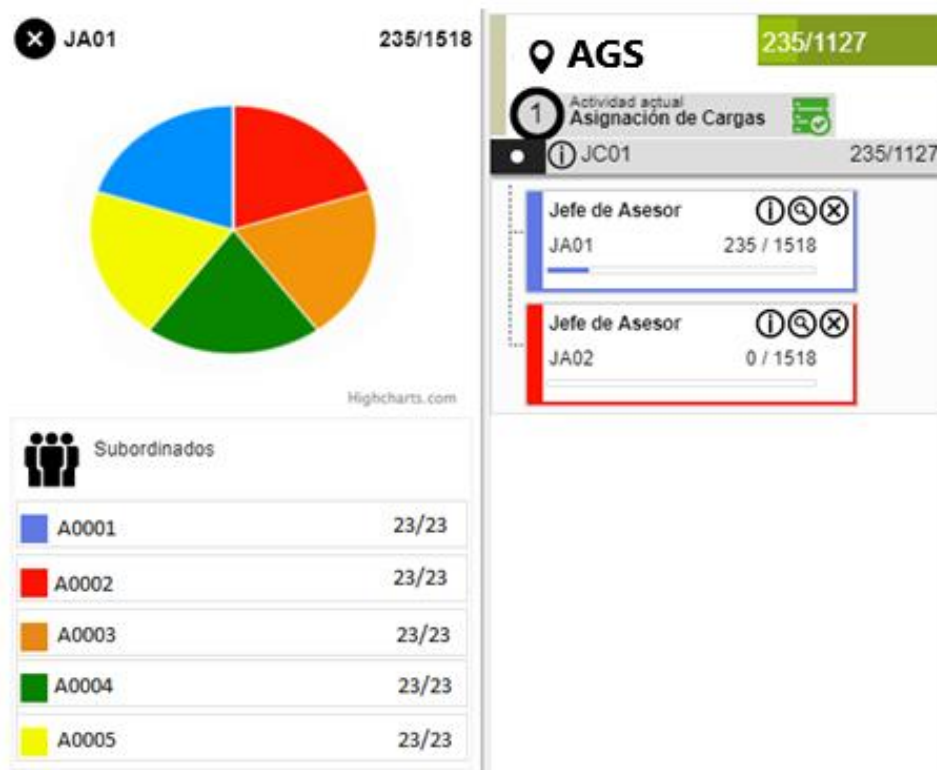 JA01 235/1518
Highcharts.com
Subordinados
A0001 23/23
A0002 23/23
A0003 23/23
A0004 23/23
A0005 23/23
AGS 235/1127
1 Actividad actual
Asignación de Cargas
JC01 235/1127
Jefe de Asesor
JA01 235 / 1518
Jefe de Asesor
JA02 0 / 1518